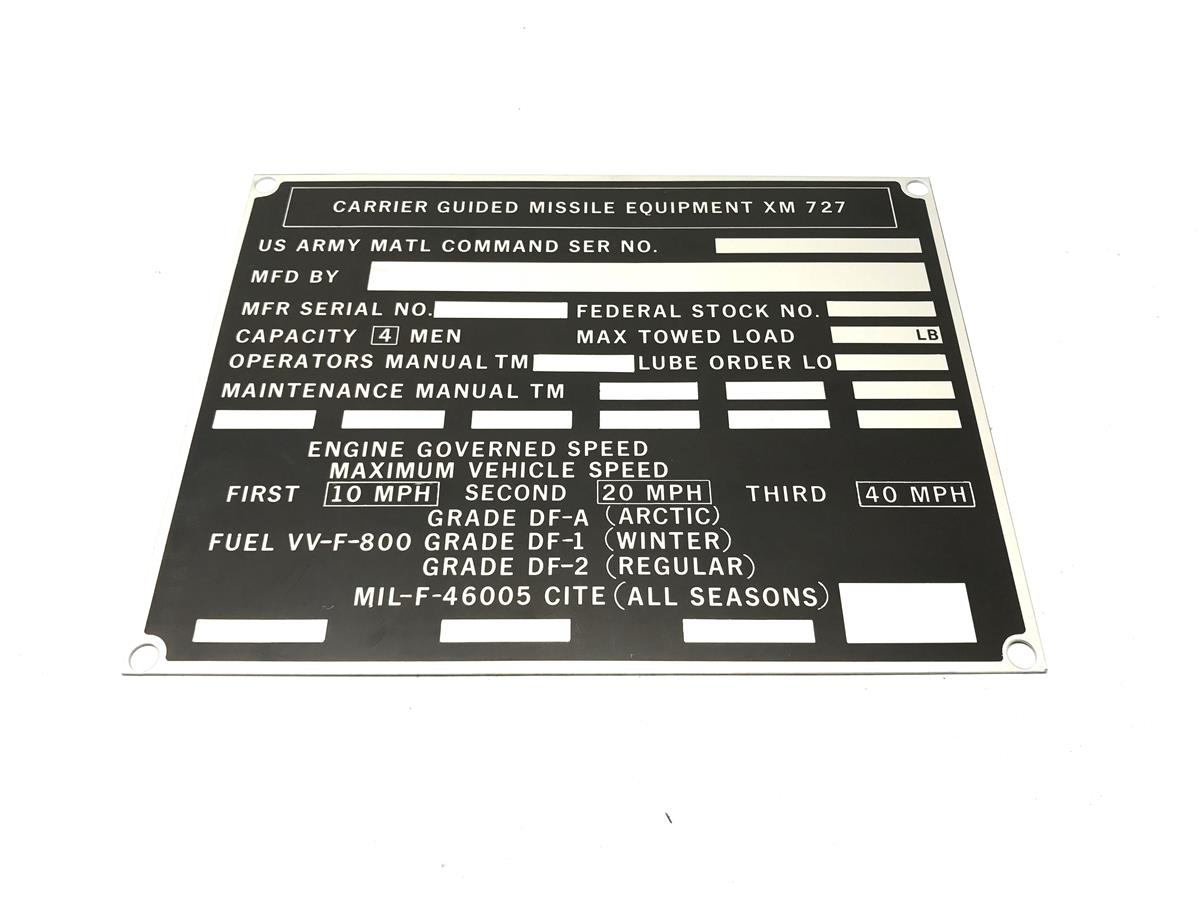 CARRIER GUIDED MISSILE EQUIPMENT XM 727
US ARMY MATL COMMAND SER NO.
MFD BY
MFR SERIAL NO. FEDERAL STOCK NO.
CAPACITY 4 MEN MAX TOWED LOAD LB
OPERATORS MANUAL TM LUBE ORDER LO
MAINTENANCE MANUAL TM
ENGINE GOVERNED SPEED
MAXIMUM VEHICLE SPEED
FIRST 10 MPH SECOND 20 MPH THIRD 40 MPH
GRADE DF-A (ARCTIC)
FUEL VV-F-800 GRADE DF-1 (WINTER)
GRADE DF-2 (REGULAR)
MIL-F-46005 CITE (ALL SEASONS)